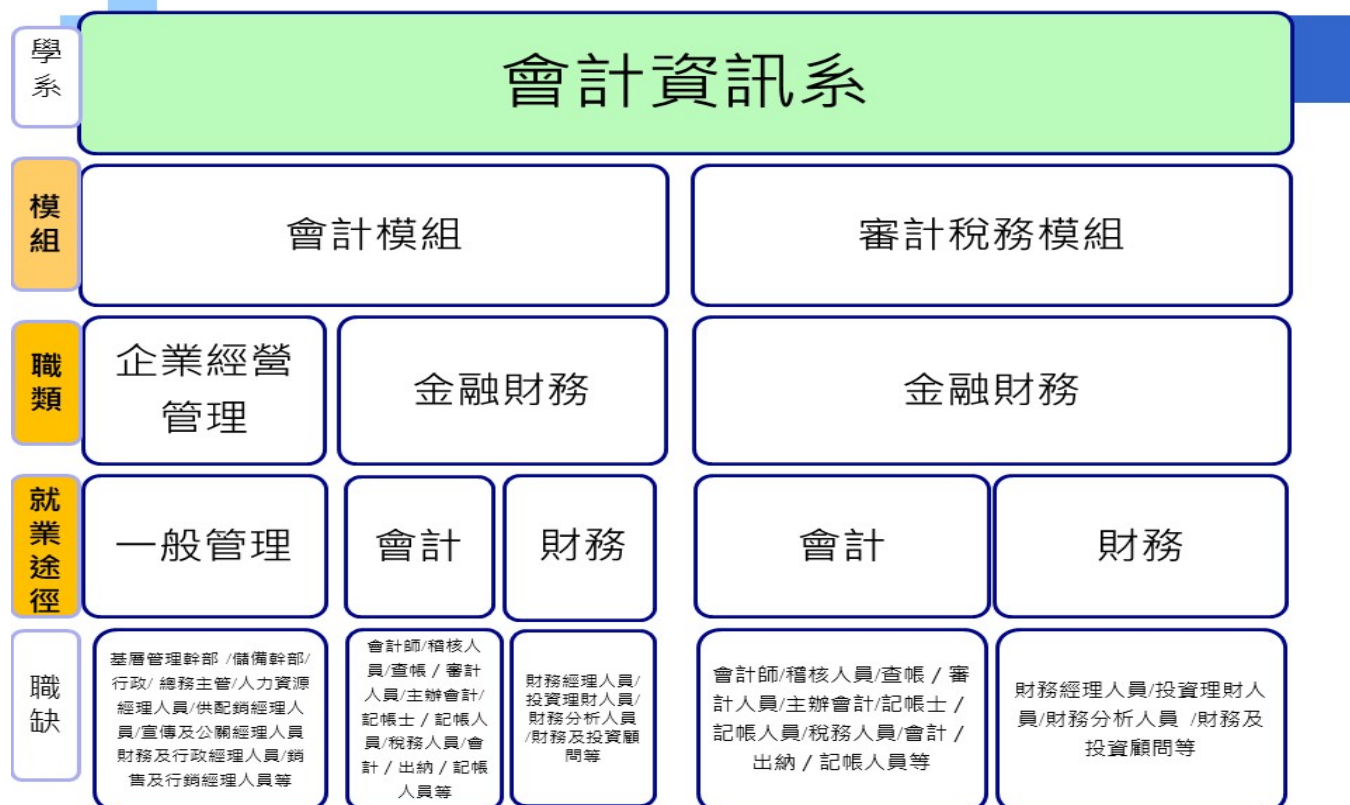 學
系
會計資訊系
模
組
會計模組
審計稅務模組
職
類
企業經營
管理
金融財務
金融財務
就
業
途
徑
一般管理
會計
財務
會計
財務
職
缺
基層管理幹部 /儲備幹部/
行政/ 總務主管/人力資源
經理人員/供配銷經理人
員/宣傳及公關經理人員
財務及行政經理人員/銷
售及行銷經理人員等
會計師/稽核人
員/查帳 / 審計
人員/主辦會計/
記帳士 / 記帳人
員/稅務人員/會
計 / 出納 / 記帳
人員等
財務經理人員/
投資理財人員/
財務分析人員
/財務及投資顧
問等
會計師/稽核人員/查帳 / 審
計人員/主辦會計/記帳士 /
記帳人員/稅務人員/會計 /
出納 / 記帳人員等
財務經理人員/投資理財人
員/財務分析人員 /財務及
投資顧問等